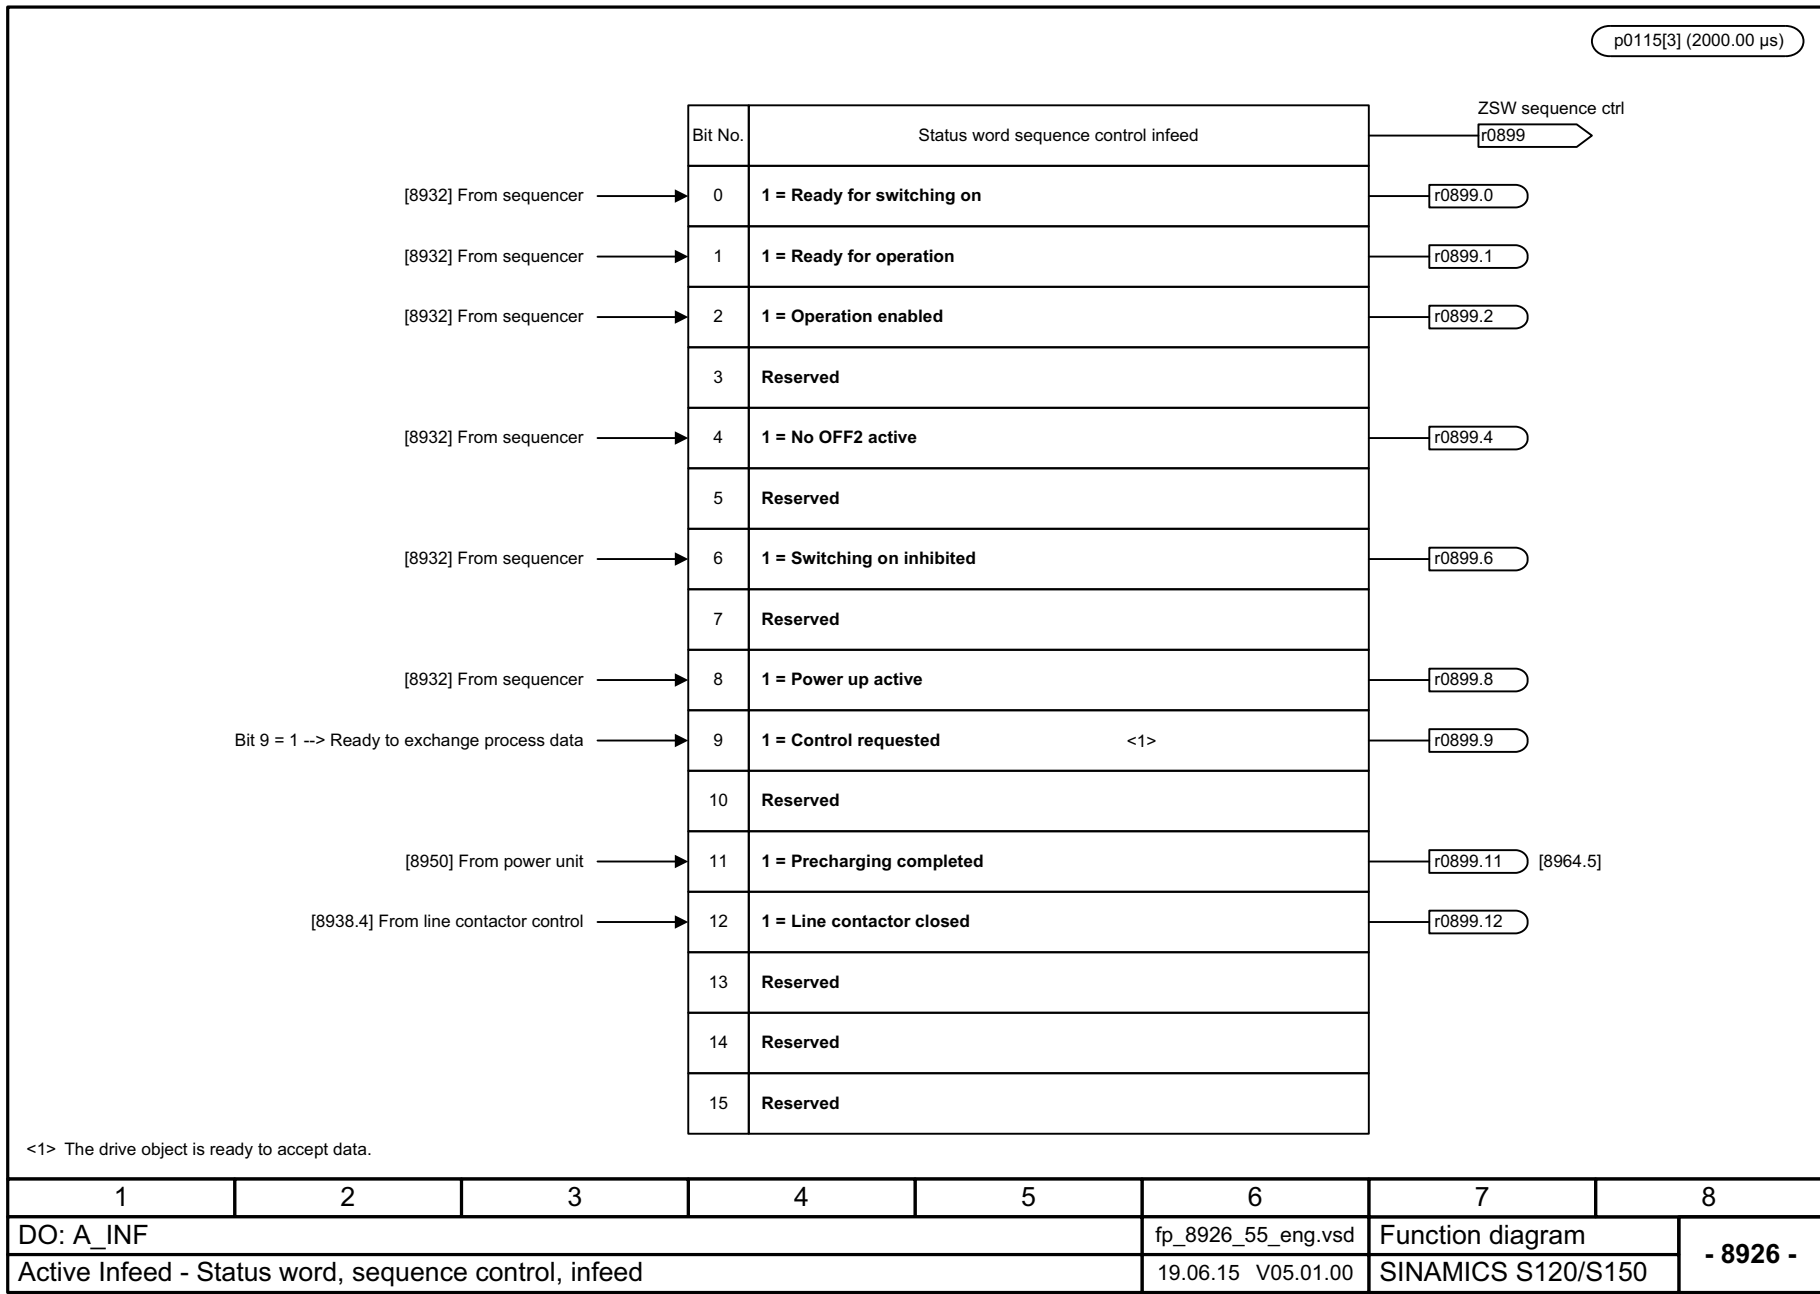 p0115[3] (2000.00 µs)
ZSW sequence ctrl
Bit No. Status word sequence control infeed r0899
[8932] From sequencer 0 1 = Ready for switching on r0899.0
[8932] From sequencer 1 1 = Ready for operation r0899.1
[8932] From sequencer 2 1 = Operation enabled r0899.2
3 Reserved
[8932] From sequencer 4 1 = No OFF2 active r0899.4
5 Reserved
[8932] From sequencer 6 1 = Switching on inhibited r0899.6
7 Reserved
[8932] From sequencer 8 1 = Power up active r0899.8
Bit 9 = 1 --> Ready to exchange process data 9 1 = Control requested <1> r0899.9
10 Reserved
[8950] From power unit 11 1 = Precharging completed r0899.11 [8964.5]
[8938.4] From line contactor control 12 1 = Line contactor closed r0899.12
13 Reserved
14 Reserved
15 Reserved
<1> The drive object is ready to accept data.
1 2 3 4 5 6 7 8
DO: A_INF fp_8926_55_eng.vsd Function diagram - 8926 -
Active Infeed - Status word, sequence control, infeed 19.06.15 V05.01.00 SINAMICS S120/S150